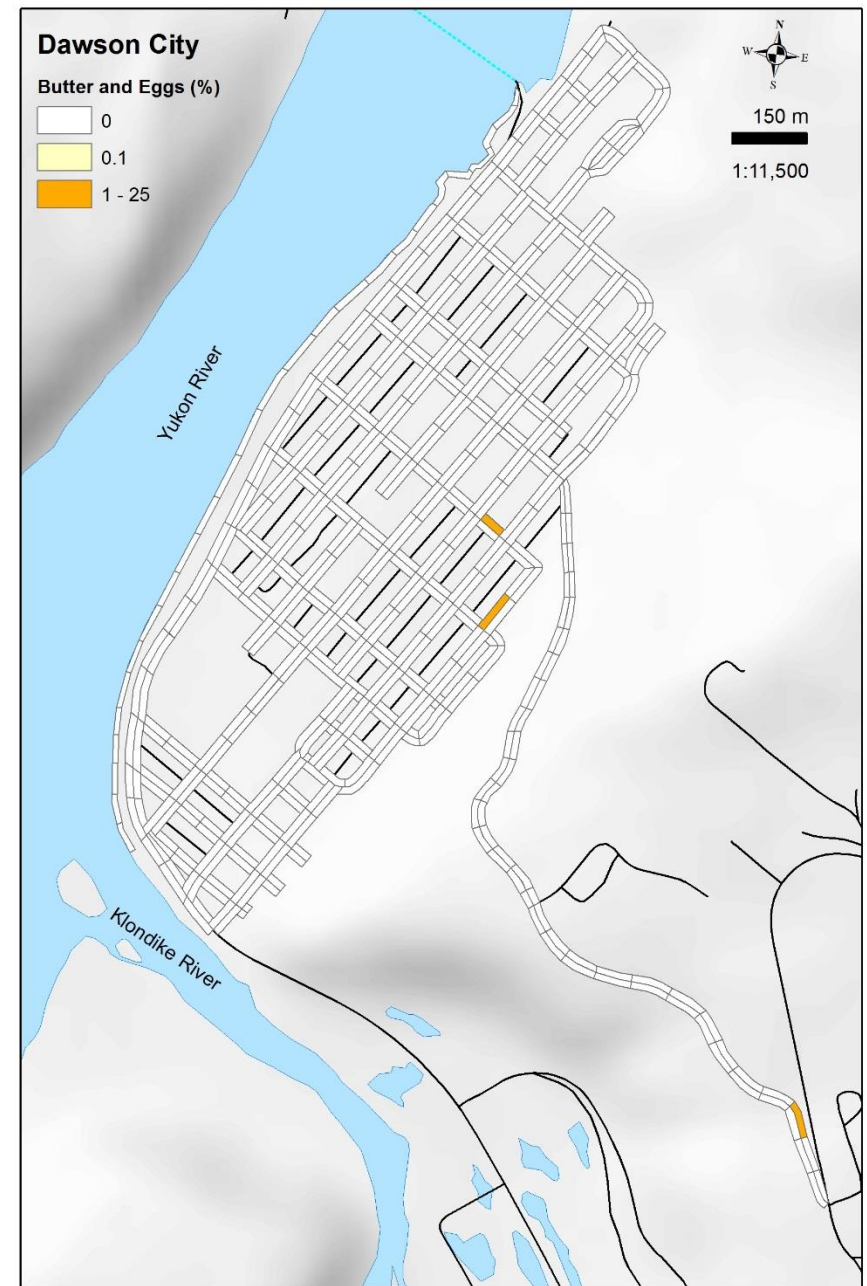 Dawson City
Butter and Eggs (%)
0
0.1
1 - 25
N
W
E
S
150 m
1:11,500
Yukon River
Klondike River